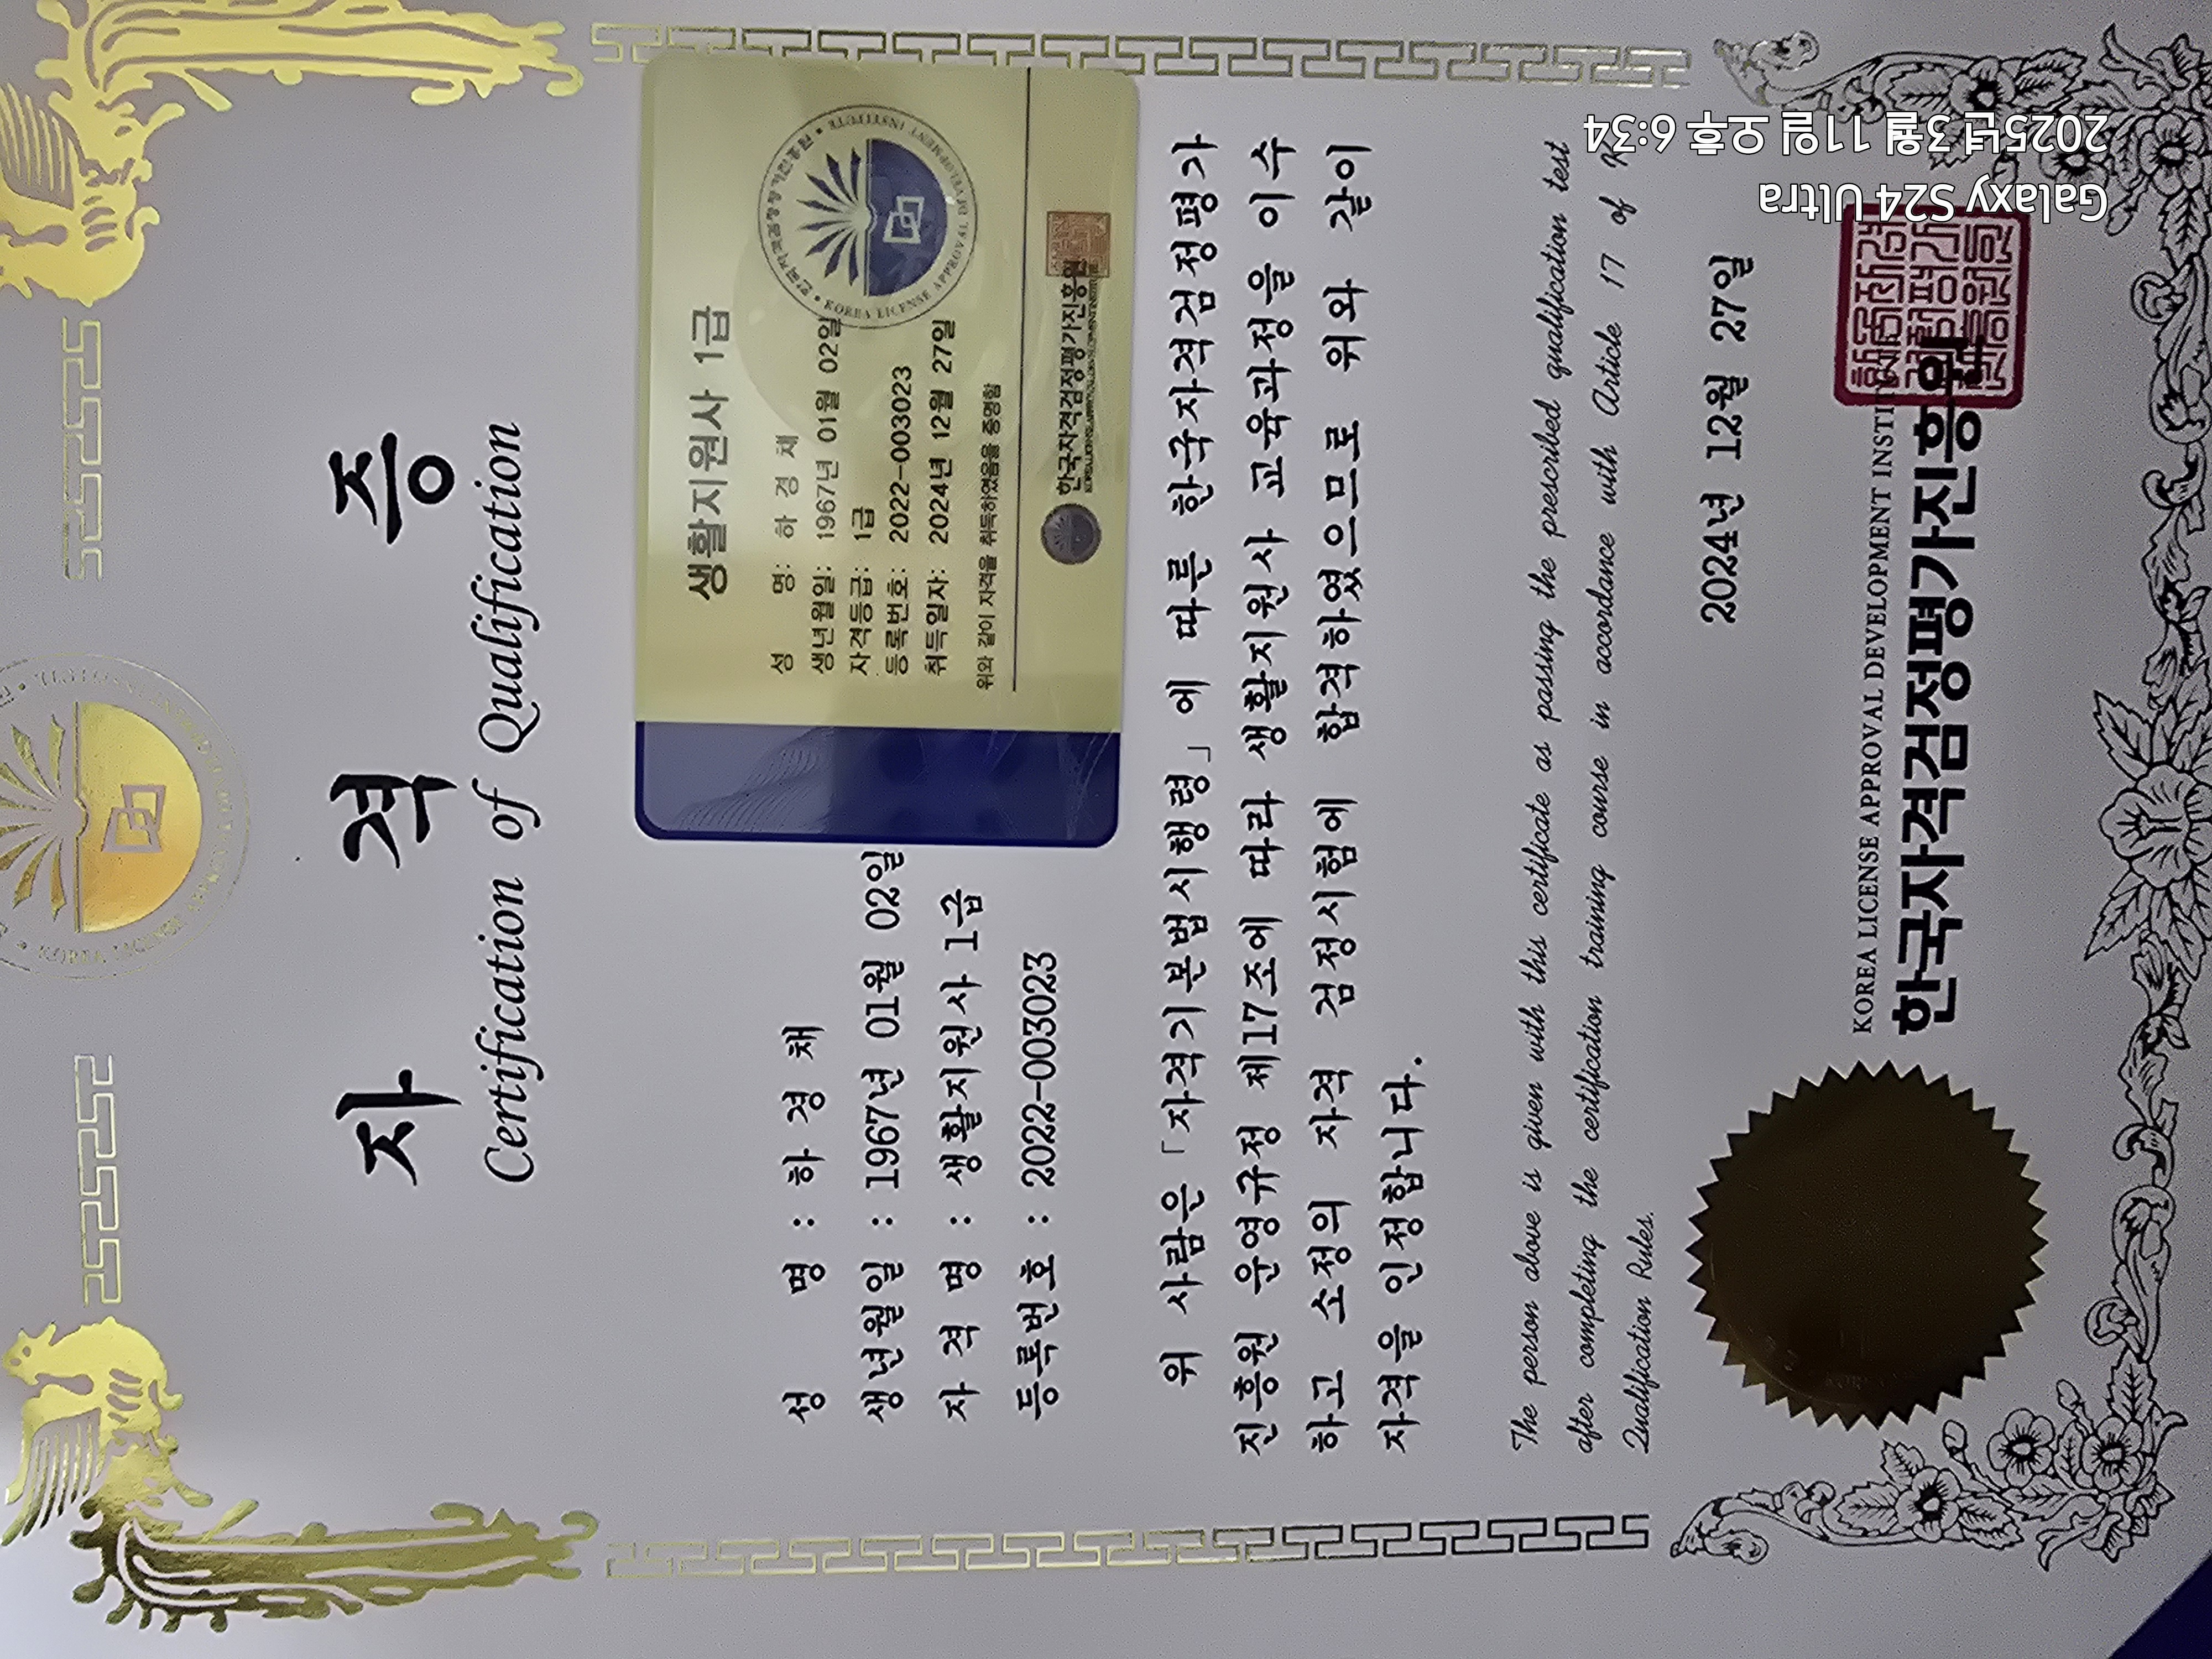 자 격 증
Certification of Qualification
성 명 : 하 경 채
생년월일 : 1967년 01월 02일
자 격 명 : 생활지원사 1급
등록번호 : 2022-003023
생활지원사 1급
성 명: 하 경 채
생년월일: 1967년 01월 02일
자격등급: 1급
등록번호: 2022-003023
취득일자: 2024년 12월 27일
위와 같이 자격을 취득하였음을 증명함
한국자격검정평가진흥원
KOREA LICENSE APPROVAL DEVELOPMENT INSTITUTE
위 사람은 「자격기본법시행령」에 따른 한국자격검정평가
진흥원 운영규정 제17조에 따라 생활지원사 교육과정을 이수
하고 소정의 자격 검정시험에 합격하였으므로 위와 같이
자격을 인정합니다.
The person above is given with this certificate as passing the prescribed qualification test
after completing the certification training course in accordance with Article 17 of
Qualification Rules.
2024년 12월 27일
KOREA LICENSE APPROVAL DEVELOPMENT INSTITUTE
한국자격검정평가진흥원
Galaxy S24 Ultra
2025년 3월 11일 오후 6:34